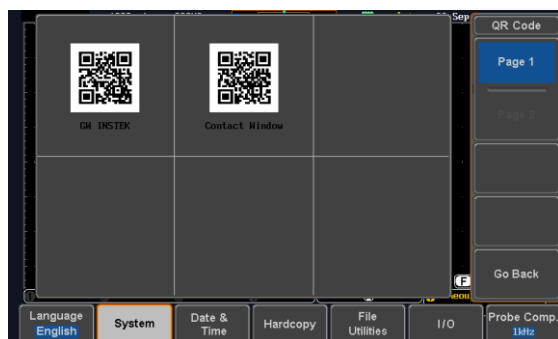 Sep
QR Code
Page 1
Page 2
GW INSTEK
Contact Window
Go Back
F
Language
English
System
Date &
Time
Hardcopy
File
Utilities
I/O
Probe Comp.
1kHz